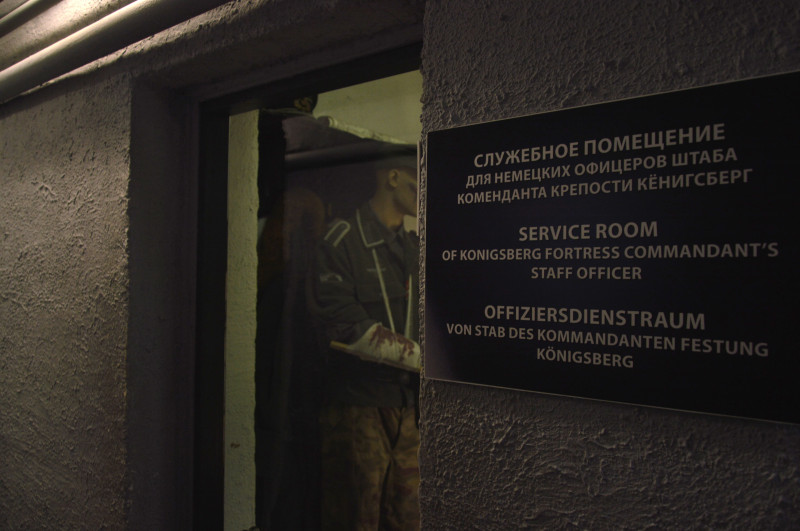 СЛУЖЕБНОЕ ПОМЕЩЕНИЕ
ДЛЯ НЕМЕЦКИХ ОФИЦЕРОВ ШТАБА
КОМЕНДАНТА КРЕПОСТИ КЁНИГСБЕРГ
SERVICE ROOM
OF KONIGSBERG FORTRESS COMMANDANT'S
STAFF OFFICER
OFFIZIERSDIENSTRAUM
VON STAB DES KOMMANDANTEN FESTUNG
KÖNIGSBERG